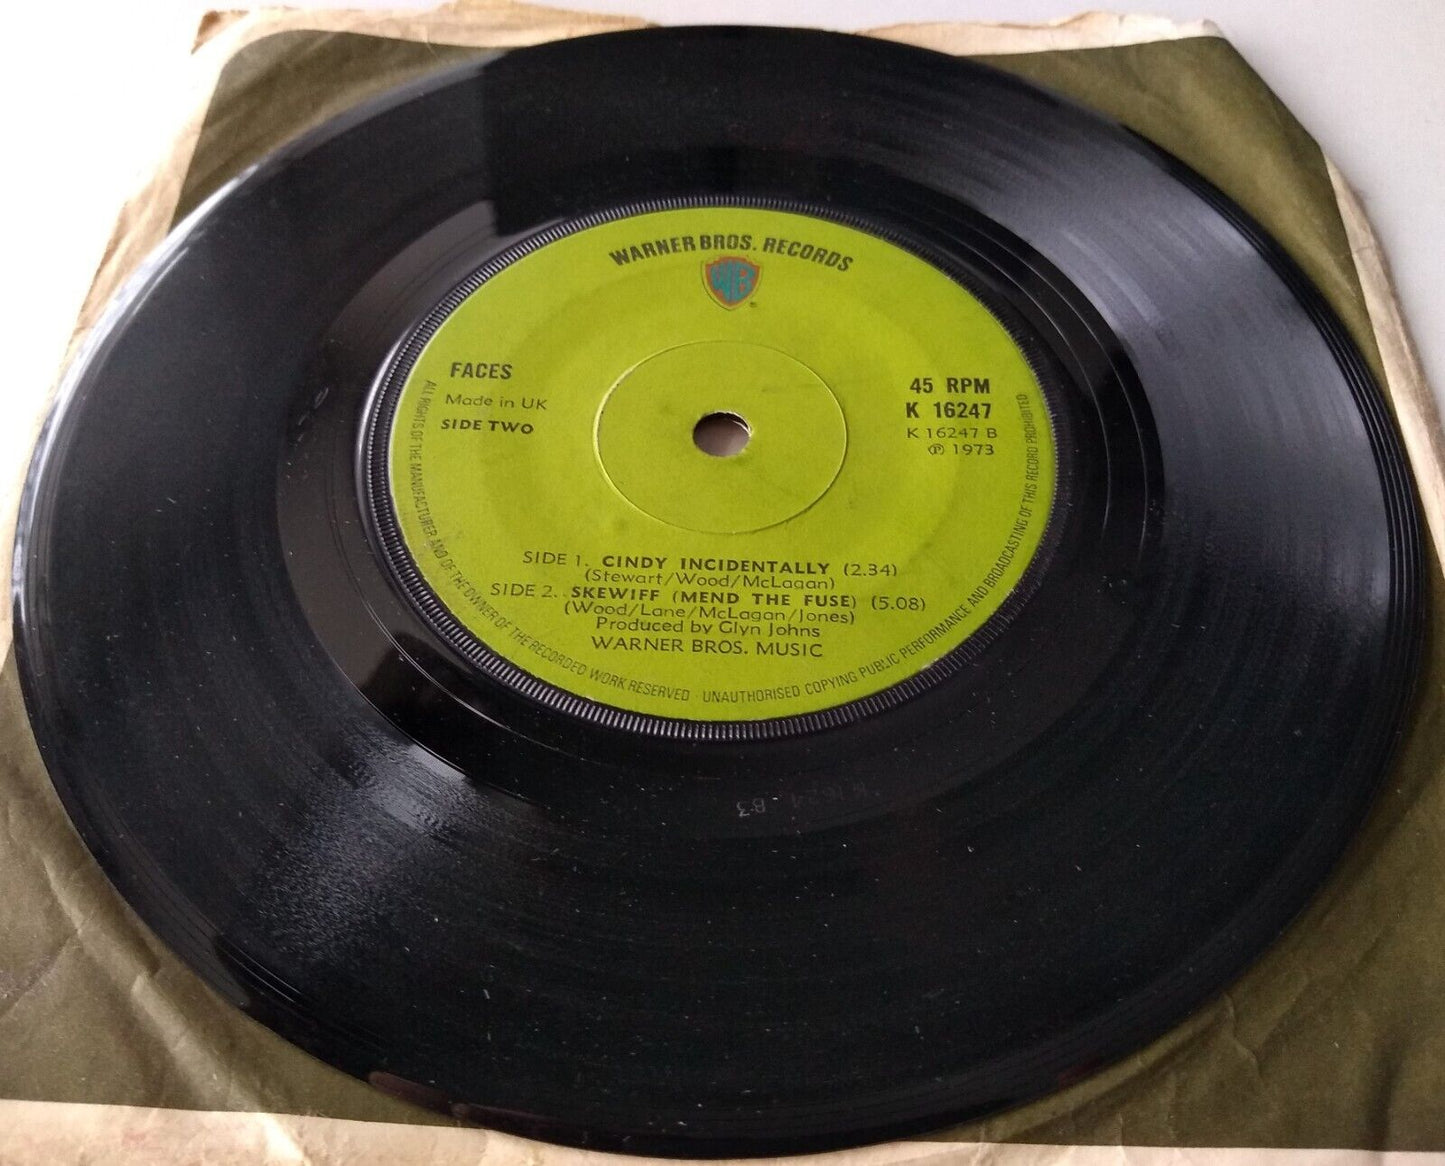 WARNER BROS. RECORDS
WB
®
FACES
Made in UK
SIDE TWO
45 RPM
K 16247
K 16247 B
℗ 1973
SIDE 1. CINDY INCIDENTALLY (2.34)
(Stewart/Wood/McLagan)
SIDE 2. SKEWIFF (MEND THE FUSE) (5.08)
(Wood/Lane/McLagan/Jones)
Produced by Glyn Johns
WARNER BROS. MUSIC
ALL RIGHTS OF THE MANUFACTURER AND OF THE OWNER OF THE RECORDED WORK RESERVED · UNAUTHORISED COPYING PUBLIC PERFORMANCE AND BROADCASTING OF THIS RECORD PROHIBITED
B3